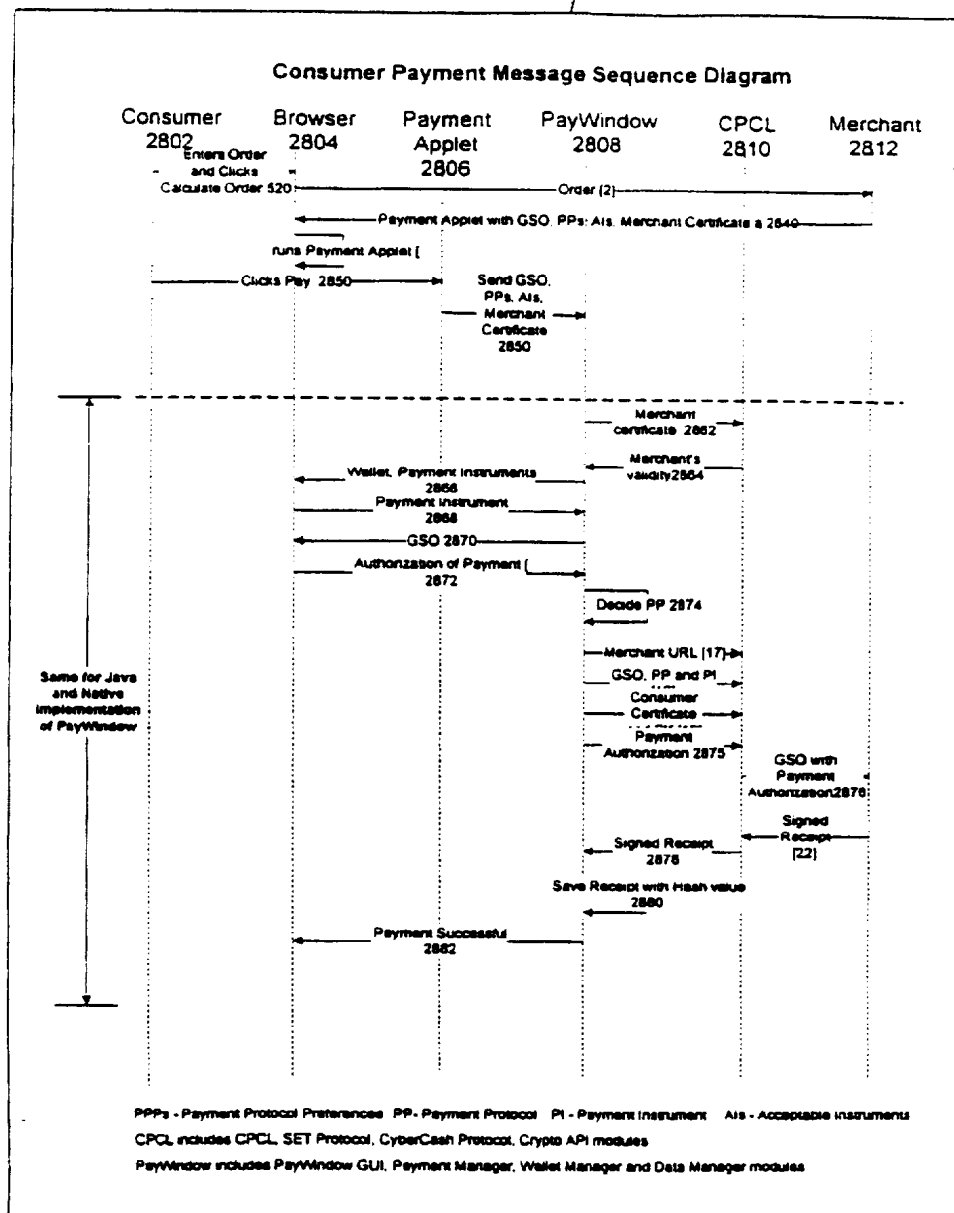 Consumer Payment Message Sequence Diagram
Consumer 2802
Browser 2804
Payment Applet 2806
PayWindow 2808
CPCL 2810
Merchant 2812
Enters Order
and Clicks
Calculate Order 520
Order [2]
Payment Applet with GSO, PPs, AIs, Merchant Certificate a 2840
runs Payment Applet [
Clicks Pay 2850
Send GSO,
PPs, AIs,
Merchant
Certificate
2850
Merchant
certificate 2862
Merchant's
validity2864
Wallet, Payment Instruments
2866
Payment Instrument
2868
GSO 2870
Authorization of Payment [
2872
Decide PP 2874
Merchant URL [17]
GSO, PP and PI
Consumer
Certificate
Payment
Authorization 2875
Same for Java
and Native
implementation
of PayWindow
GSO with
Payment
Authorization2876
Signed
Receipt
[22]
Signed Receipt
2878
Save Receipt with Hash value
2880
Payment Successful
2882
PPPs - Payment Protocol Preferences PP- Payment Protocol PI - Payment Instrument AIs - Acceptable Instruments
CPCL includes CPCL, SET Protocol, CyberCash Protocol, Crypto API modules
PayWindow includes PayWindow GUI, Payment Manager, Wallet Manager and Data Manager modules